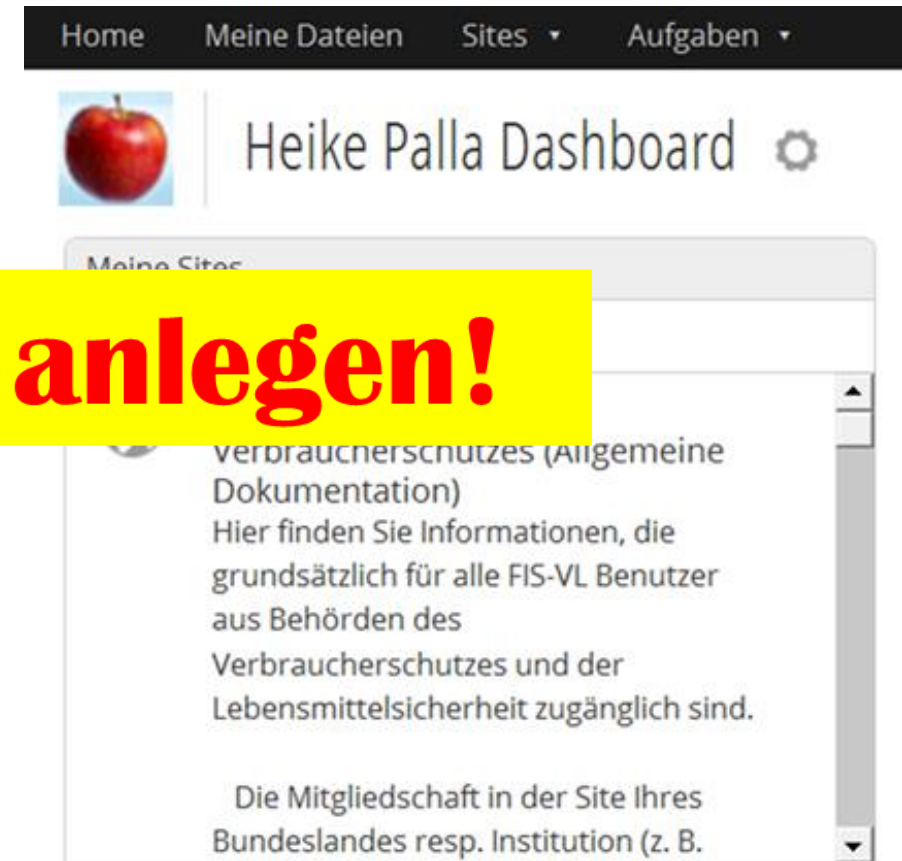 Home Meine Dateien Sites Aufgaben
Heike Palla Dashboard
Meine Sites
anlegen!
Verbraucherschutzes (Allgemeine
Dokumentation)
Hier finden Sie Informationen, die
grundsätzlich für alle FIS-VL Benutzer
aus Behörden des
Verbraucherschutzes und der
Lebensmittelsicherheit zugänglich sind.
Die Mitgliedschaft in der Site Ihres
Bundeslandes resp. Institution (z. B.